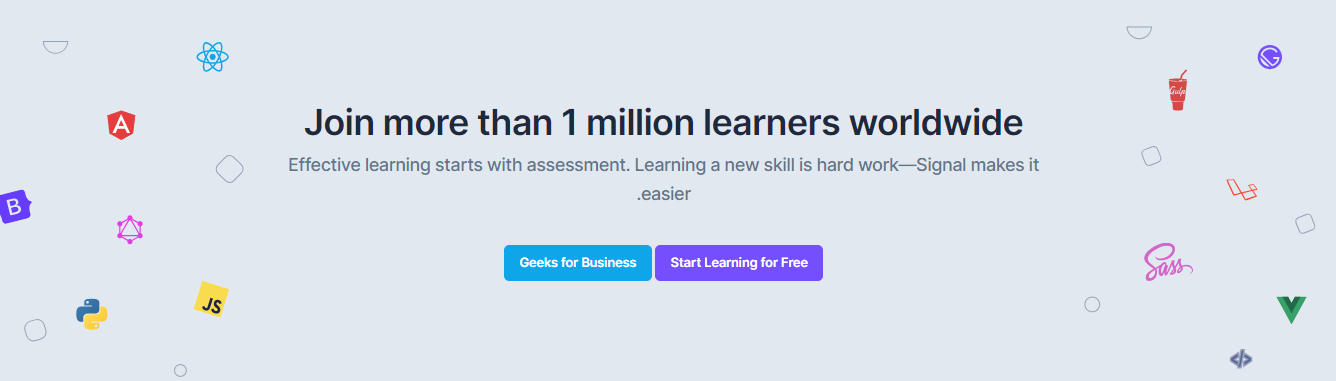 Join more than 1 million learners worldwide
Effective learning starts with assessment. Learning a new skill is hard work—Signal makes it
.easier
Geeks for Business
Start Learning for Free
A
B
JS
Gulp
G
Sass